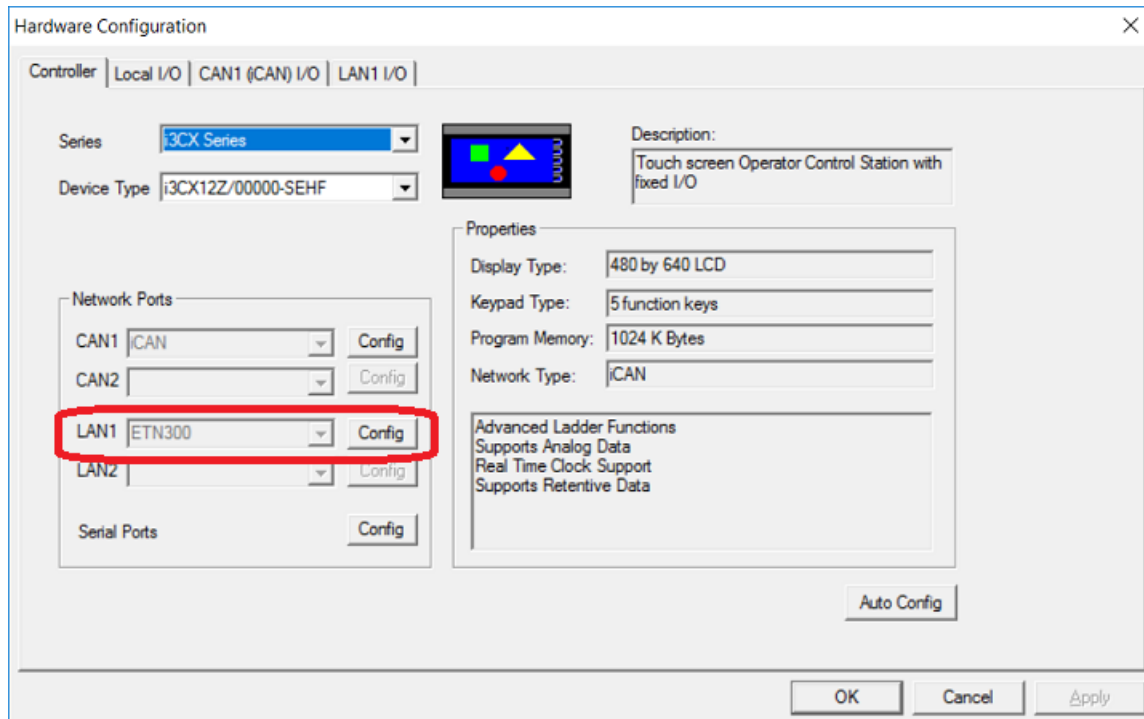 Hardware Configuration
Controller
Local I/O
CAN1 (iCAN) I/O
LAN1 I/O
Series
i3CX Series
Device Type
i3CX12Z/00000-SEHF
Description:
Touch screen Operator Control Station with
fixed I/O
Network Ports
CAN1
iCAN
Config
CAN2
Config
LAN1
ETN300
Config
LAN2
Config
Serial Ports
Config
Properties
Display Type:
480 by 640 LCD
Keypad Type:
5 function keys
Program Memory:
1024 K Bytes
Network Type:
iCAN
Advanced Ladder Functions
Supports Analog Data
Real Time Clock Support
Supports Retentive Data
Auto Config
OK
Cancel
Apply